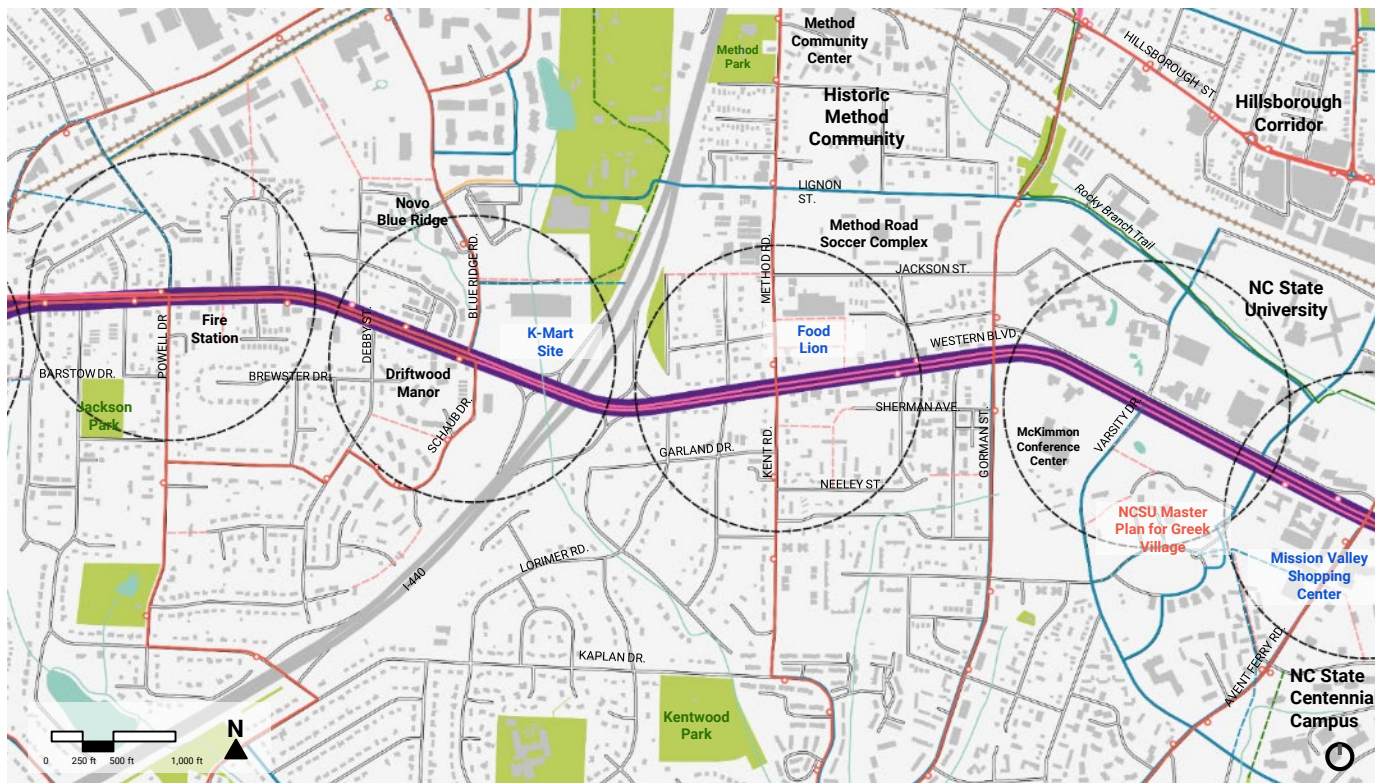 Method
Community
Center
Method
Park
HILLSBOROUGH ST.
Historic
Method
Community
Hillsborough
Corridor
LIGNON
ST.
Rocky Branch Trail
Novo
Blue Ridge
Method Road
Soccer Complex
BLUE RIDGE RD.
METHOD RD.
JACKSON ST.
NC State
University
Fire
Station
POWELL DR.
DEBBY ST.
K-Mart
Site
Food
Lion
WESTERN BLVD.
BARSTOW DR.
BREWSTER DR.
Driftwood
Manor
Jackson
Park
SCHAUB DR.
SHERMAN AVE.
GORMAN ST.
McKimmon
Conference
Center
VARSITY DR.
GARLAND DR.
KENT RD.
NEELEY ST.
NCSU Master
Plan for Greek
Village
Mission Valley
Shopping
Center
LORIMER RD.
I-440
KAPLAN DR.
AVENT FERRY RD.
NC State
Centennia
Campus
Kentwood
Park
N
0 250 ft 500 ft 1,000 ft